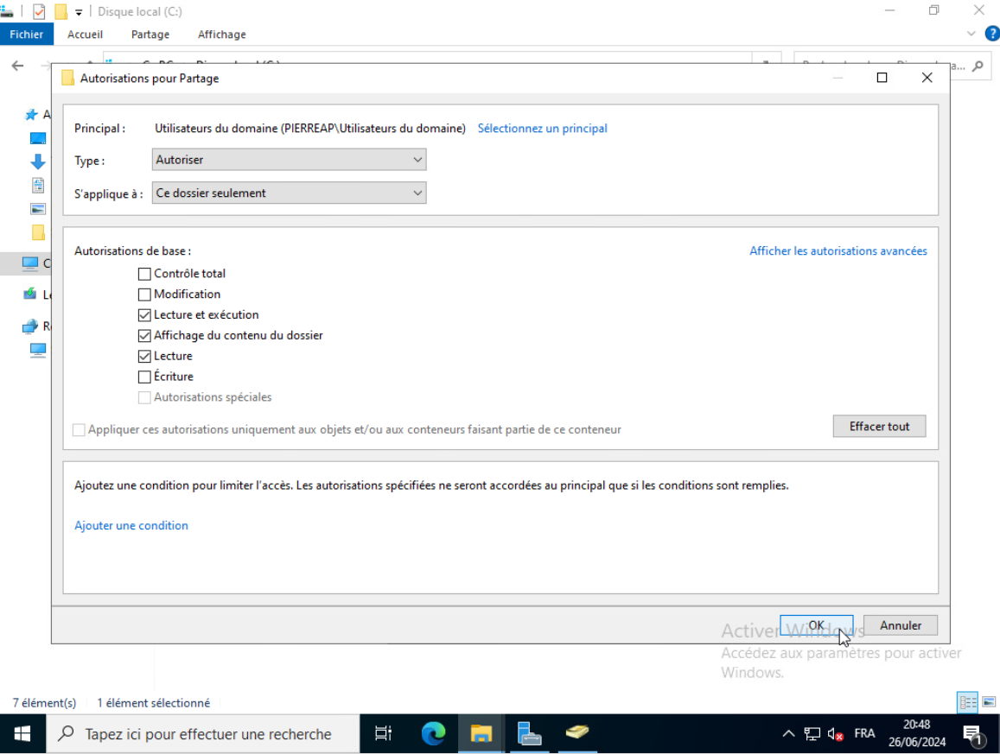 Disque local (C:)
Fichier Accueil Partage Affichage
Autorisations pour Partage
Principal : Utilisateurs du domaine (PIERREAP\Utilisateurs du domaine) Sélectionnez un principal
Type : Autoriser
S'applique à : Ce dossier seulement
Autorisations de base : Afficher les autorisations avancées
Contrôle total
Modification
Lecture et exécution
Affichage du contenu du dossier
Lecture
Écriture
Autorisations spéciales
Appliquer ces autorisations uniquement aux objets et/ou aux conteneurs faisant partie de ce conteneur Effacer tout
Ajoutez une condition pour limiter l'accès. Les autorisations spécifiées ne seront accordées au principal que si les conditions sont remplies.
Ajouter une condition
OK Annuler
Activer Windows
Accédez aux paramètres pour activer
Windows.
7 élément(s) 1 élément sélectionné
Tapez ici pour effectuer une recherche
FRA 20:48
26/06/2024
1